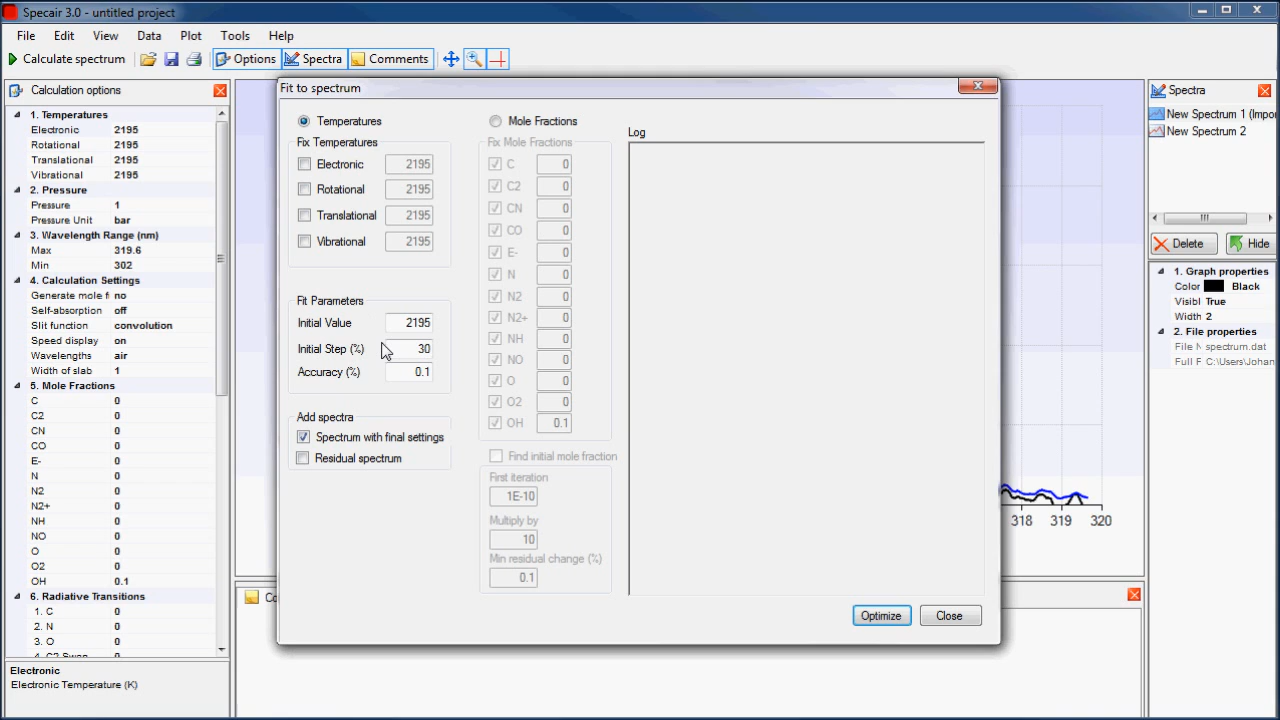 Specair 3.0 - untitled project
File Edit View Data Plot Tools Help
Calculate spectrum Options Spectra Comments
Calculation options
1. Temperatures
Electronic 2195
Rotational 2195
Translational 2195
Vibrational 2195
2. Pressure
Pressure 1
Pressure Unit bar
3. Wavelength Range (nm)
Max 319.6
Min 302
4. Calculation Settings
Generate mole fi no
Self-absorption off
Slit function convolution
Speed display on
Wavelengths air
Width of slab 1
5. Mole Fractions
C 0
C2 0
CN 0
CO 0
E- 0
N 0
N2 0
N2+ 0
NH 0
NO 0
O 0
O2 0
OH 0.1
6. Radiative Transitions
1. C 0
2. N 0
3. O 0
4. C2 Swan 0
Electronic
Electronic Temperature (K)
Fit to spectrum
Temperatures
Fix Temperatures
Electronic 2195
Rotational 2195
Translational 2195
Vibrational 2195
Fit Parameters
Initial Value 2195
Initial Step (%) 30
Accuracy (%) 0.1
Add spectra
Spectrum with final settings
Residual spectrum
Mole Fractions
Fix Mole Fractions
C 0
C2 0
CN 0
CO 0
E- 0
N 0
N2 0
N2+ 0
NH 0
NO 0
O 0
O2 0
OH 0.1
Find initial mole fraction
First iteration
1E-10
Multiply by
10
Min residual change (%)
0.1
Log
Optimize Close
318 319 320
Co
Spectra
New Spectrum 1 (Impor
New Spectrum 2
Delete Hide
1. Graph properties
Color Black
Visibl True
Width 2
2. File properties
File N spectrum.dat
Full F C:\Users\Johan